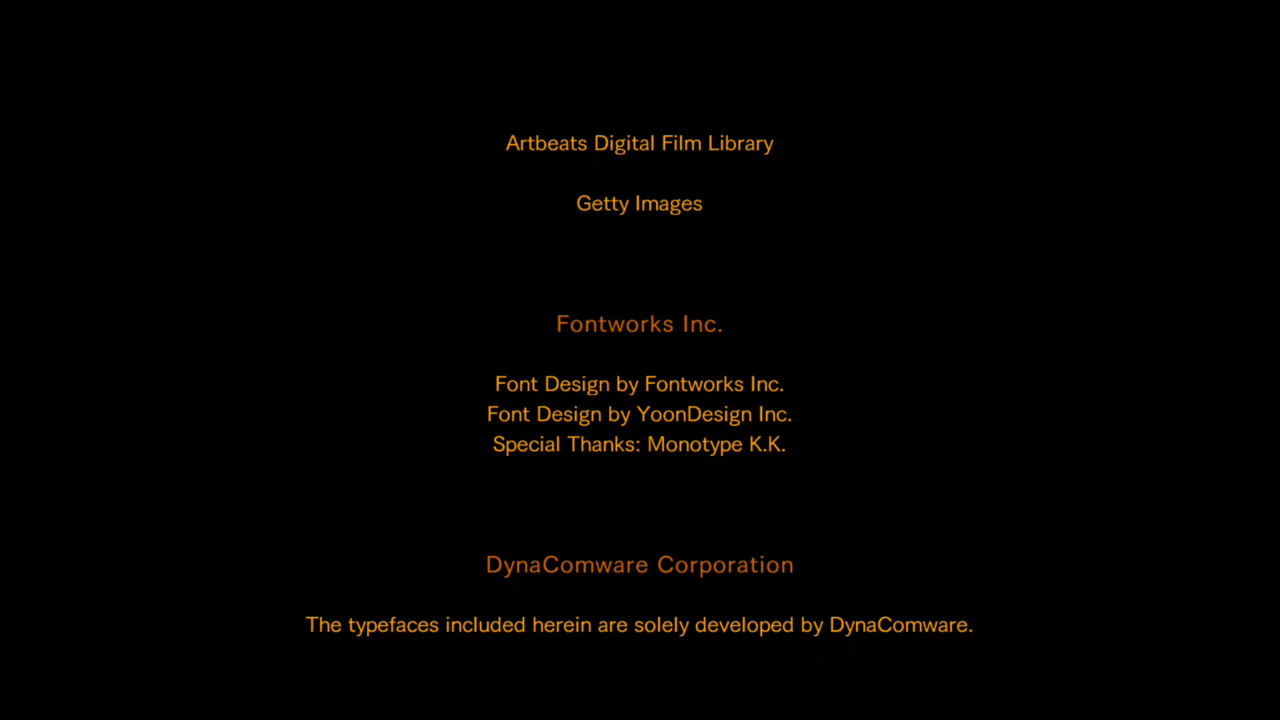 Artbeats Digital Film Library
Getty Images
Fontworks Inc.
Font Design by Fontworks Inc.
Font Design by YoonDesign Inc.
Special Thanks: Monotype K.K.
DynaComware Corporation
The typefaces included herein are solely developed by DynaComware.